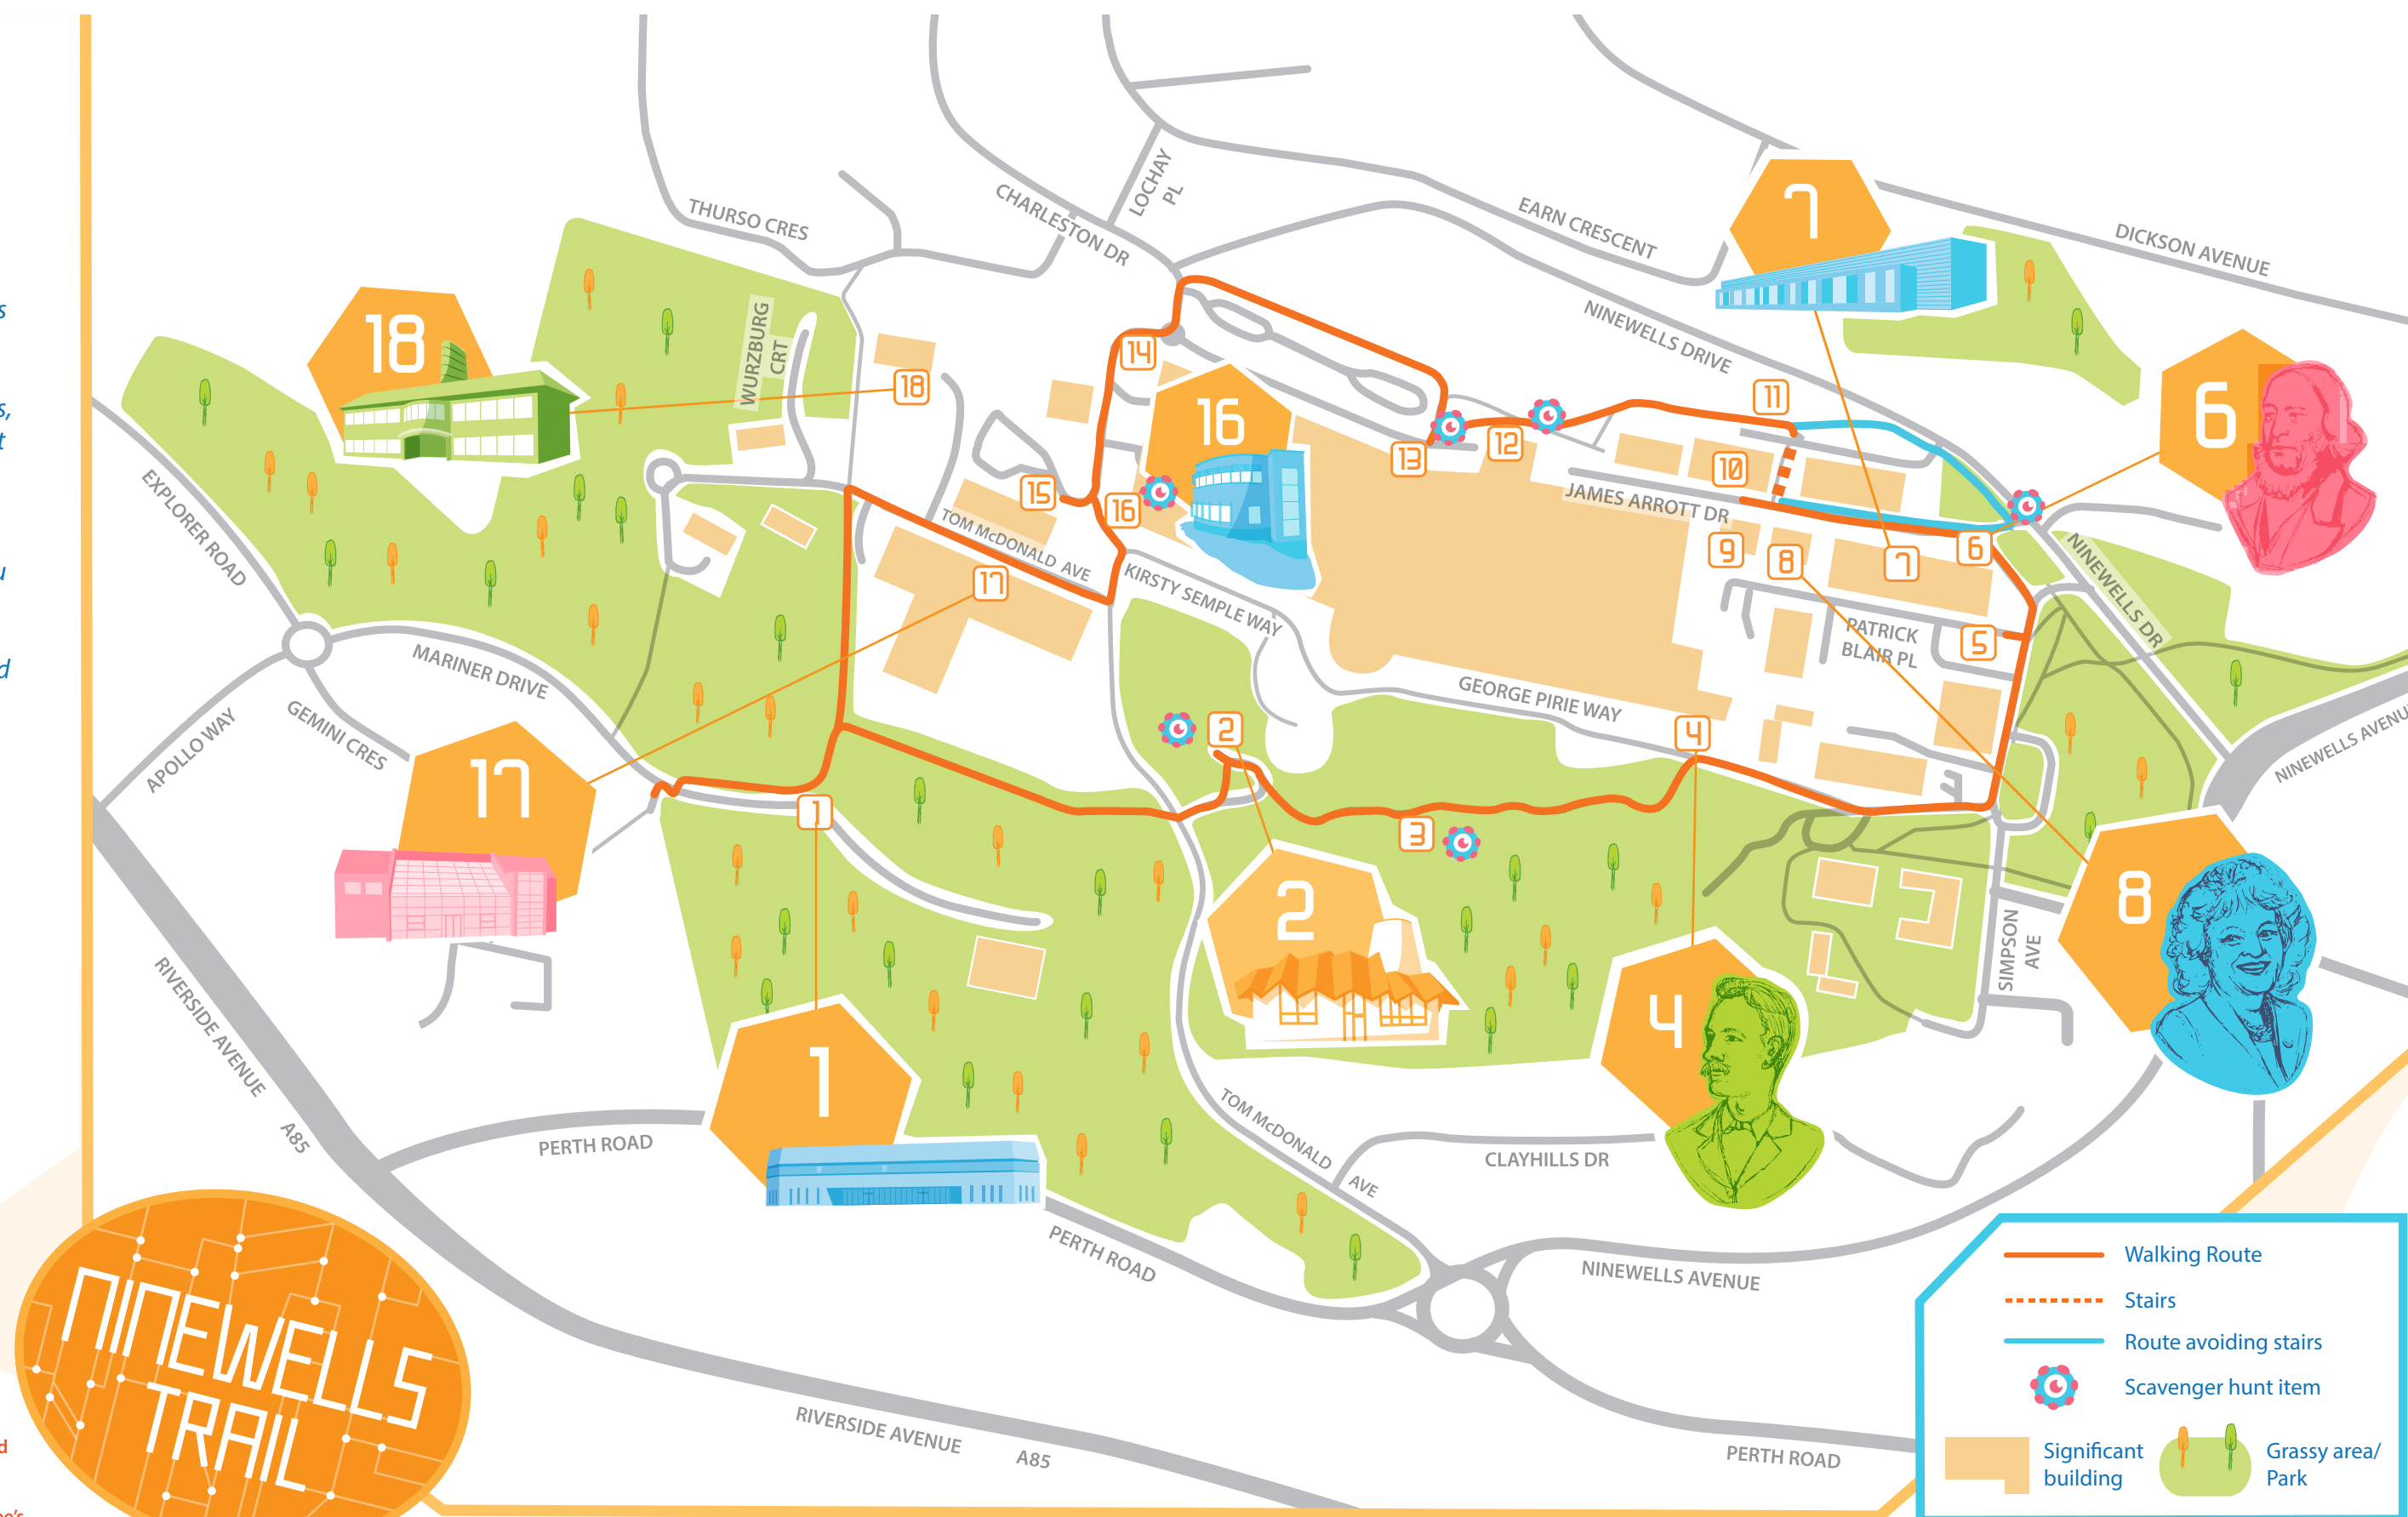 s
s,
t
u
d
d
oo's
THURSO CRES
CHARLESTON DR
LOCHAY
PL
EARN CRESCENT
DICKSON AVENUE
NINEWELLS DRIVE
7
6
18
WURZBURG
CRT
18
14
16
11
12
13
10
15
16
JAMES ARROTT DR
TOM McDONALD AVE
17
KIRSTY SEMPLE WAY
9
8
7
6
5
PATRICK
BLAIR PL
NINEWELLS DR
NINEWELLS AVENU
EXPLORER ROAD
MARINER DRIVE
GEMINI CRES
APOLLO WAY
GEORGE PIRIE WAY
2
4
17
1
3
2
4
8
SIMPSON
AVE
RIVERSIDE AVENUE
A85
1
PERTH ROAD
TOM McDONALD
AVE
CLAYHILLS DR
PERTH ROAD
NINEWELLS AVENUE
RIVERSIDE AVENUE
A85
PERTH ROAD
NINEWELLS
TRAIL
Walking Route
Stairs
Route avoiding stairs
Scavenger hunt item
Significant
building
Grassy area/
Park